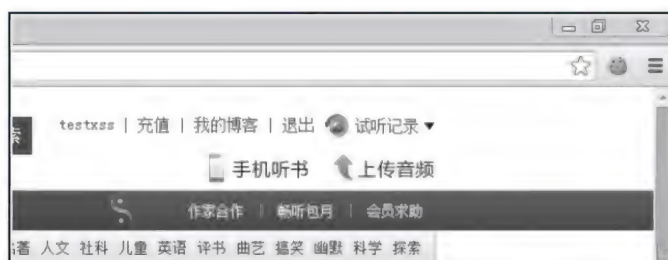 testxss | 充值 | 我的博客 | 退出 试听记录
索
手机听书 上传音频
作家合作 | 畅听包月 | 会员求助
著 人文 社科 儿童 英语 评书 曲艺 搞笑 幽默 科学 探索